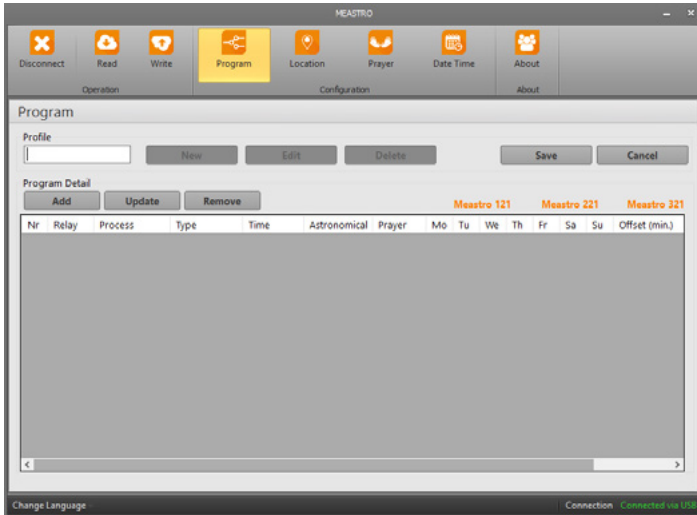 MEASTRO
Disconnect Read Write Program Location Prayer Date Time About
Operation Configuration About
Program
Profile
New Edit Delete Save Cancel
Program Detail
Add Update Remove Meastro 121 Meastro 221 Meastro 321
Nr Relay Process Type Time Astronomical Prayer Mo Tu We Th Fr Sa Su Offset (min.)
Change Language Connection Connected via USB